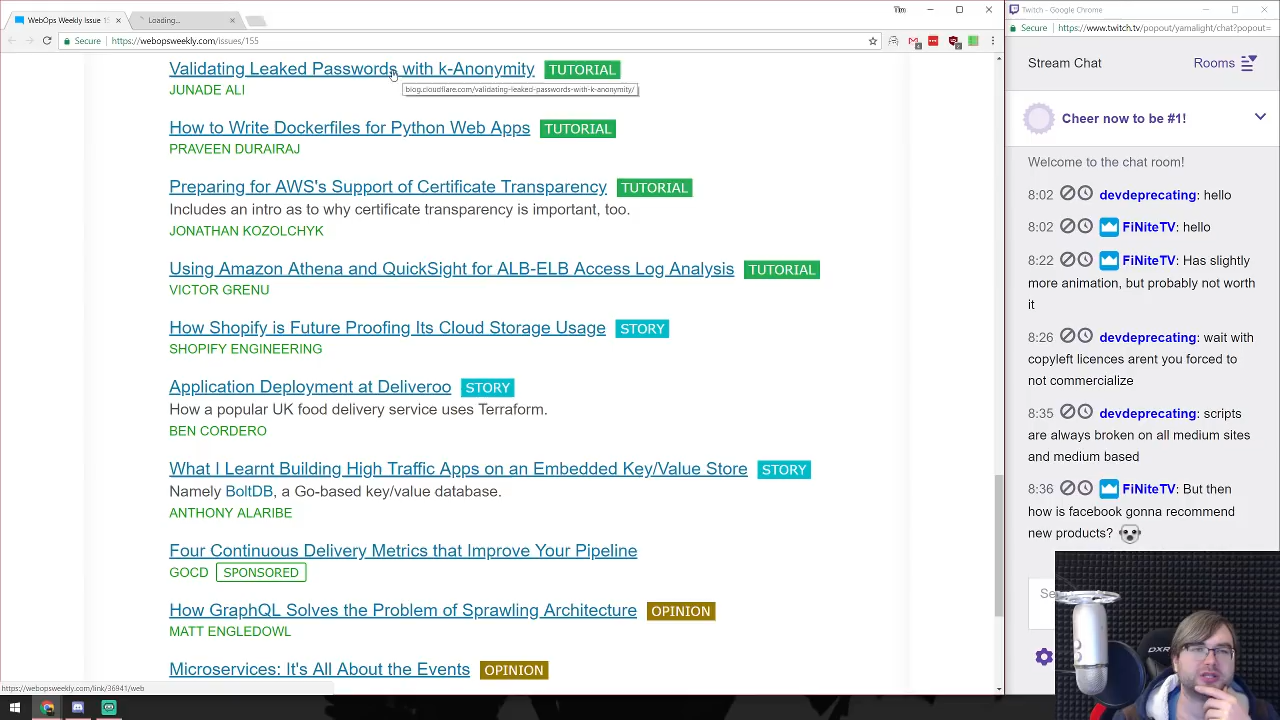 WebOps Weekly Issue 15
Loading...
Tim
Secure
https://webopsweekly.com/issues/155
Validating Leaked Passwords with k-Anonymity TUTORIAL
JUNADE ALI
blog.cloudflare.com/validating-leaked-passwords-with-k-anonymity/
How to Write Dockerfiles for Python Web Apps TUTORIAL
PRAVEEN DURAIRAJ
Preparing for AWS's Support of Certificate Transparency TUTORIAL
Includes an intro as to why certificate transparency is important, too.
JONATHAN KOZOLCHYK
Using Amazon Athena and QuickSight for ALB-ELB Access Log Analysis TUTORIAL
VICTOR GRENU
How Shopify is Future Proofing Its Cloud Storage Usage STORY
SHOPIFY ENGINEERING
Application Deployment at Deliveroo STORY
How a popular UK food delivery service uses Terraform.
BEN CORDERO
What I Learnt Building High Traffic Apps on an Embedded Key/Value Store STORY
Namely BoltDB, a Go-based key/value database.
ANTHONY ALARIBE
Four Continuous Delivery Metrics that Improve Your Pipeline
GOCD SPONSORED
How GraphQL Solves the Problem of Sprawling Architecture OPINION
MATT ENGLEDOWL
Microservices: It's All About the Events OPINION
https://webopsweekly.com/link/36941/web
Twitch - Google Chrome
Secure
https://www.twitch.tv/popout/yamalight/chat?popout=
Stream Chat
Rooms
Cheer now to be #1!
Welcome to the chat room!
8:02 devdeprecating: hello
8:02 FiNiteTV: hello
8:22 FiNiteTV: Has slightly
more animation, but probably not worth
it
8:26 devdeprecating: wait with
copyleft licences arent you forced to
not commercialize
8:35 devdeprecating: scripts
are always broken on all medium sites
and medium based
8:36 FiNiteTV: But then
how is facebook gonna recommend
new products?
Se
DXR